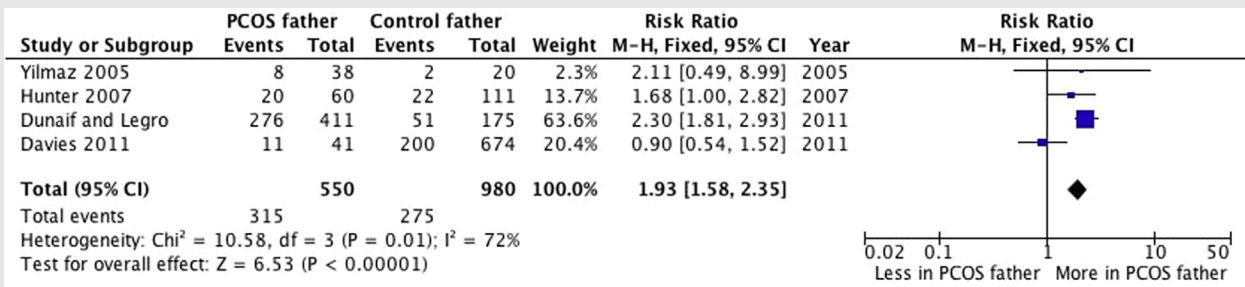 PCOS father Control father Risk Ratio Risk Ratio
Study or Subgroup Events Total Events Total Weight M-H, Fixed, 95% CI Year M-H, Fixed, 95% CI
Yilmaz 2005 8 38 2 20 2.3% 2.11 [0.49, 8.99] 2005
Hunter 2007 20 60 22 111 13.7% 1.68 [1.00, 2.82] 2007
Dunaif and Legro 276 411 51 175 63.6% 2.30 [1.81, 2.93] 2011
Davies 2011 11 41 200 674 20.4% 0.90 [0.54, 1.52] 2011
Total (95% CI) 550 980 100.0% 1.93 [1.58, 2.35]
Total events 315 275
Heterogeneity: Chi² = 10.58, df = 3 (P = 0.01); I² = 72%
Test for overall effect: Z = 6.53 (P < 0.00001)
0.02 0.1 1 10 50
Less in PCOS father More in PCOS father